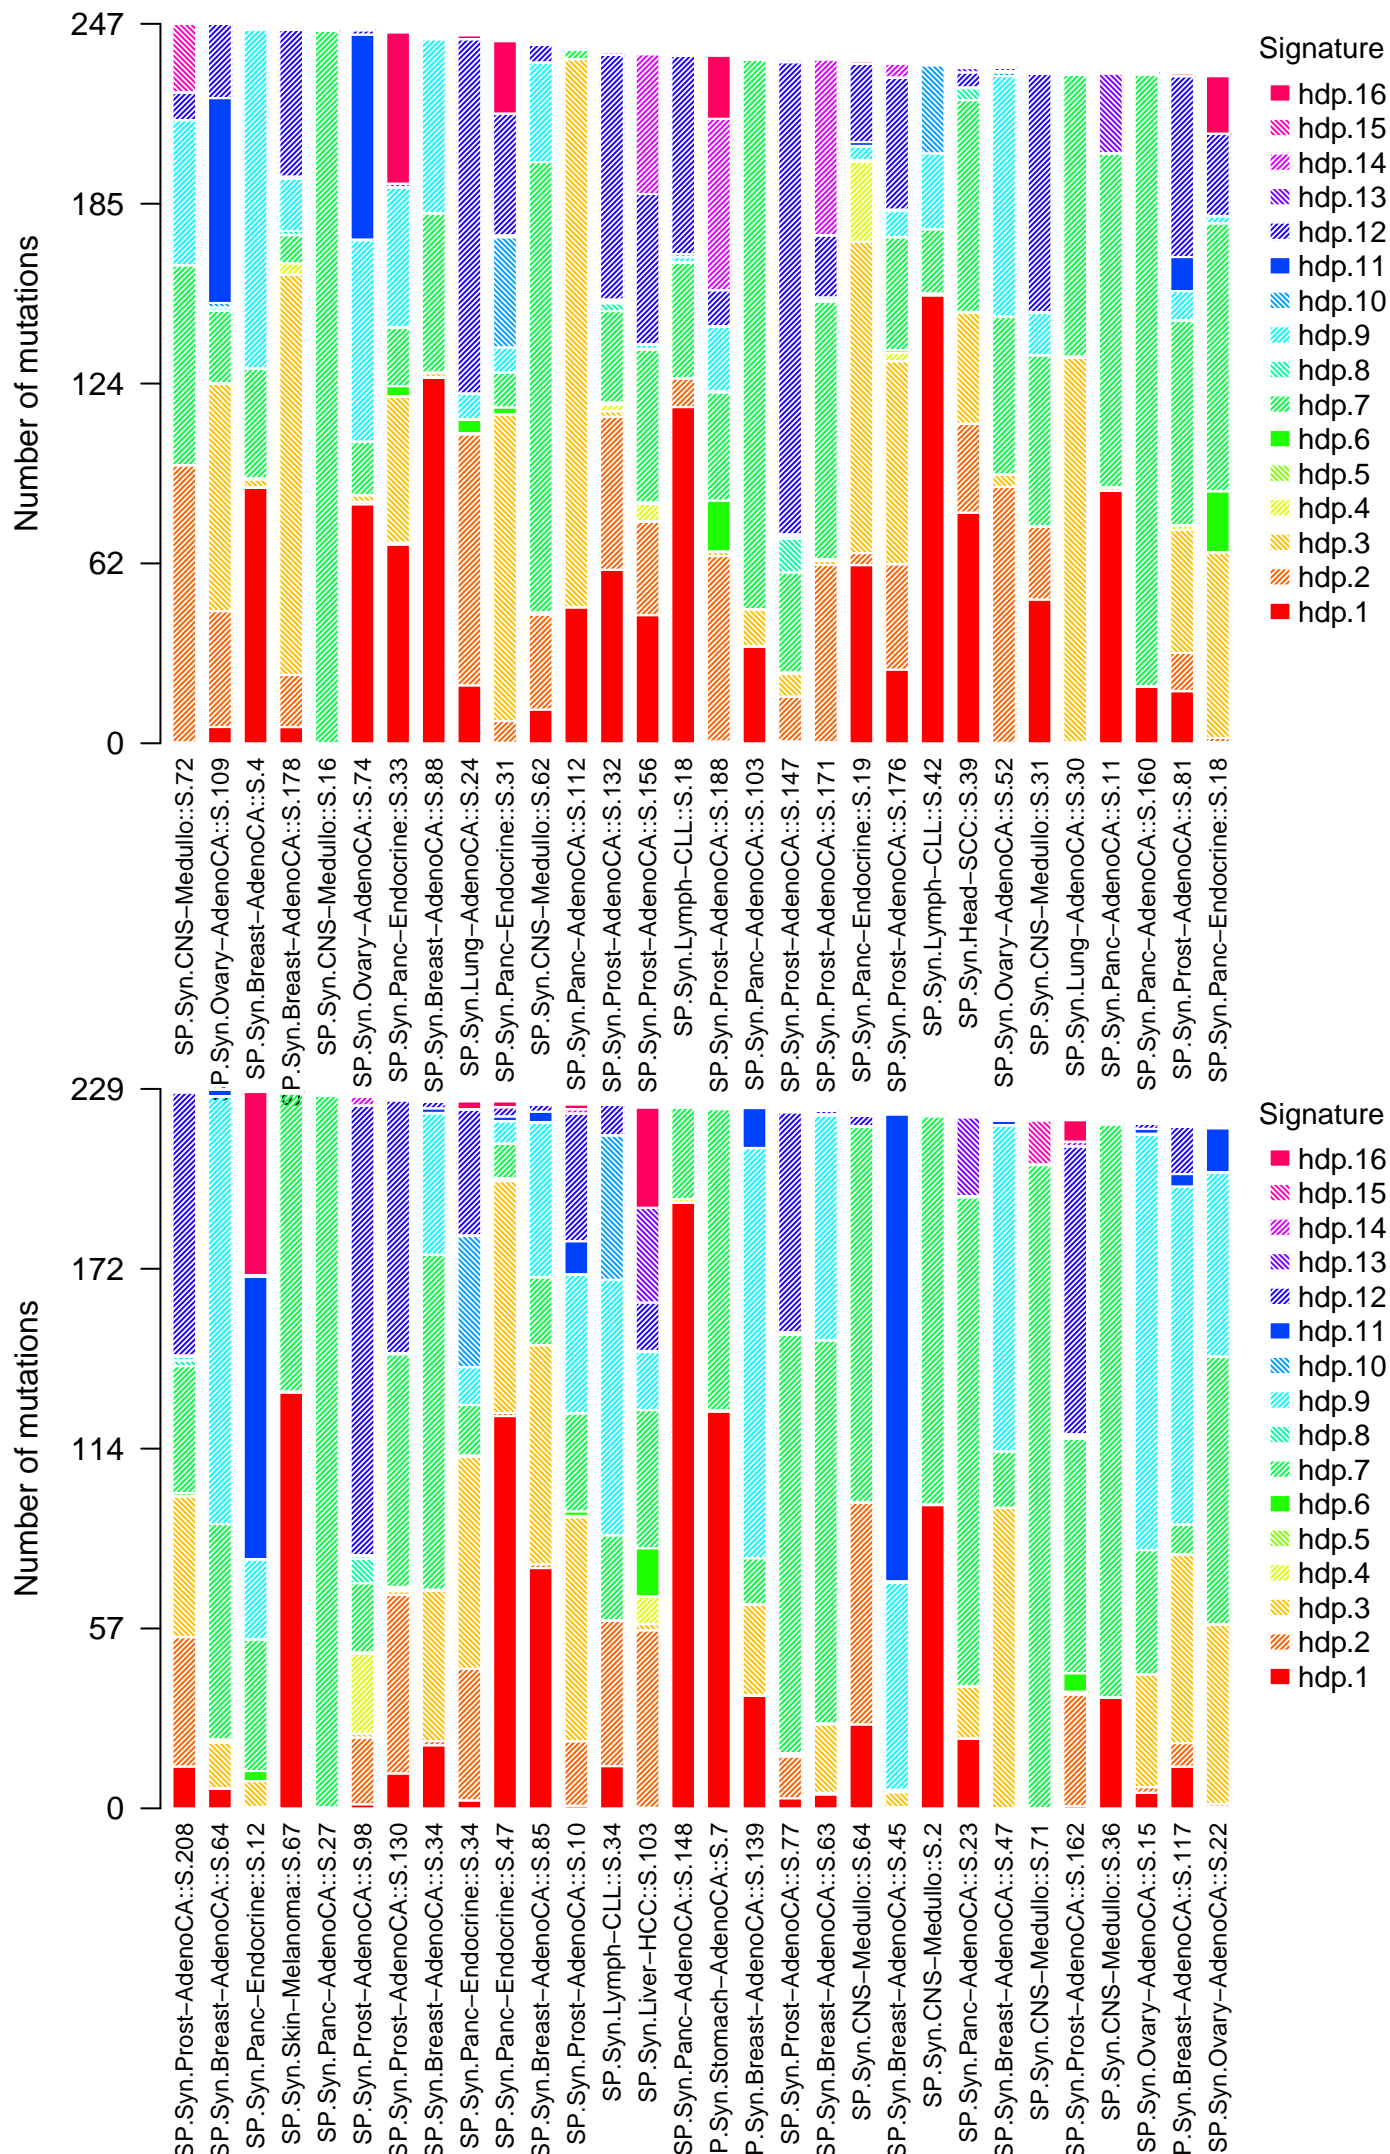 247
185
124
62
0
Number of mutations
Signature
hdp.16
hdp.15
hdp.14
hdp.13
hdp.12
hdp.11
hdp.10
hdp.9
hdp.8
hdp.7
hdp.6
hdp.5
hdp.4
hdp.3
hdp.2
hdp.1
SP.Syn.CNS−Medullo::S.72
P.Syn.Ovary−AdenoCA::S.109
SP.Syn.Breast−AdenoCA::S.4
P.Syn.Breast−AdenoCA::S.178
SP.Syn.CNS−Medullo::S.16
SP.Syn.Ovary−AdenoCA::S.74
SP.Syn.Panc−Endocrine::S.33
SP.Syn.Breast−AdenoCA::S.88
SP.Syn.Lung−AdenoCA::S.24
SP.Syn.Panc−Endocrine::S.31
SP.Syn.CNS−Medullo::S.62
SP.Syn.Panc−AdenoCA::S.112
SP.Syn.Prost−AdenoCA::S.132
SP.Syn.Prost−AdenoCA::S.156
SP.Syn.Lymph−CLL::S.18
SP.Syn.Prost−AdenoCA::S.188
SP.Syn.Panc−AdenoCA::S.103
SP.Syn.Prost−AdenoCA::S.147
SP.Syn.Prost−AdenoCA::S.171
SP.Syn.Panc−Endocrine::S.19
SP.Syn.Prost−AdenoCA::S.176
SP.Syn.Lymph−CLL::S.42
SP.Syn.Head−SCC::S.39
SP.Syn.Ovary−AdenoCA::S.52
SP.Syn.CNS−Medullo::S.31
SP.Syn.Lung−AdenoCA::S.30
SP.Syn.Panc−AdenoCA::S.11
SP.Syn.Panc−AdenoCA::S.160
SP.Syn.Prost−AdenoCA::S.81
SP.Syn.Panc−Endocrine::S.18
229
172
114
57
0
Number of mutations
Signature
hdp.16
hdp.15
hdp.14
hdp.13
hdp.12
hdp.11
hdp.10
hdp.9
hdp.8
hdp.7
hdp.6
hdp.5
hdp.4
hdp.3
hdp.2
hdp.1
SP.Syn.Prost−AdenoCA::S.208
SP.Syn.Breast−AdenoCA::S.64
SP.Syn.Panc−Endocrine::S.12
SP.Syn.Skin−Melanoma::S.67
SP.Syn.Panc−AdenoCA::S.27
SP.Syn.Prost−AdenoCA::S.98
SP.Syn.Prost−AdenoCA::S.130
SP.Syn.Breast−AdenoCA::S.34
SP.Syn.Panc−Endocrine::S.34
SP.Syn.Panc−Endocrine::S.47
SP.Syn.Breast−AdenoCA::S.85
SP.Syn.Prost−AdenoCA::S.10
SP.Syn.Lymph−CLL::S.34
SP.Syn.Liver−HCC::S.103
SP.Syn.Panc−AdenoCA::S.148
P.Syn.Stomach−AdenoCA::S.7
P.Syn.Breast−AdenoCA::S.139
SP.Syn.Prost−AdenoCA::S.77
SP.Syn.Breast−AdenoCA::S.63
SP.Syn.CNS−Medullo::S.64
SP.Syn.Breast−AdenoCA::S.45
SP.Syn.CNS−Medullo::S.2
SP.Syn.Panc−AdenoCA::S.23
SP.Syn.Breast−AdenoCA::S.47
SP.Syn.CNS−Medullo::S.71
SP.Syn.Prost−AdenoCA::S.162
SP.Syn.CNS−Medullo::S.36
SP.Syn.Ovary−AdenoCA::S.15
P.Syn.Breast−AdenoCA::S.117
SP.Syn.Ovary−AdenoCA::S.22